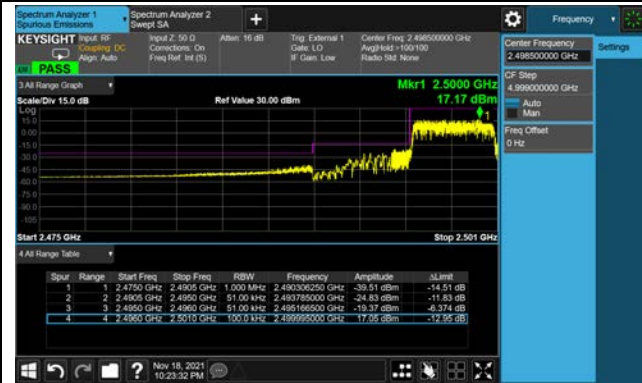 Spectrum Analyzer 1
Spurious Emissions
Spectrum Analyzer 2
Swept SA
+
Frequency
KEYSIGHT
Input: RF
Coupling: DC
Align: Auto
PASS
Input Z: 50 Ω
Corrections: On
Freq Ref: Int (S)
Atten: 16 dB
Trig: External 1
Gate: LO
IF Gain: Low
Center Freq: 2.498500000 GHz
Avg|Hold:>100/100
Radio Std: None
Center Frequency
2.498500000 GHz
Settings
CF Step
4.999000000 GHz
Auto
Man
Freq Offset
0 Hz
3 All Range Graph
Mkr1 2.5000 GHz
Scale/Div 15.0 dB
Ref Value 30.00 dBm
17.17 dBm
Log
15.0
0.00
-15.0
-30.0
-45.0
-60.0
-75.0
-90.0
-105
1
Start 2.475 GHz
Stop 2.501 GHz
4 All Range Table
Spur Range Start Freq Stop Freq RBW Frequency Amplitude ΔLimit
1 1 2.4750 GHz 2.4905 GHz 1.000 MHz 2.490306250 GHz -39.51 dBm -14.51 dB
2 2 2.4905 GHz 2.4950 GHz 51.00 kHz 2.493785000 GHz -24.83 dBm -11.83 dB
3 3 2.4950 GHz 2.4960 GHz 51.00 kHz 2.495166500 GHz -19.37 dBm -6.374 dB
4 4 2.4960 GHz 2.5010 GHz 100.0 kHz 2.499995000 GHz 17.05 dBm -12.95 dB
?
Nov 18, 2021
10:23:32 PM